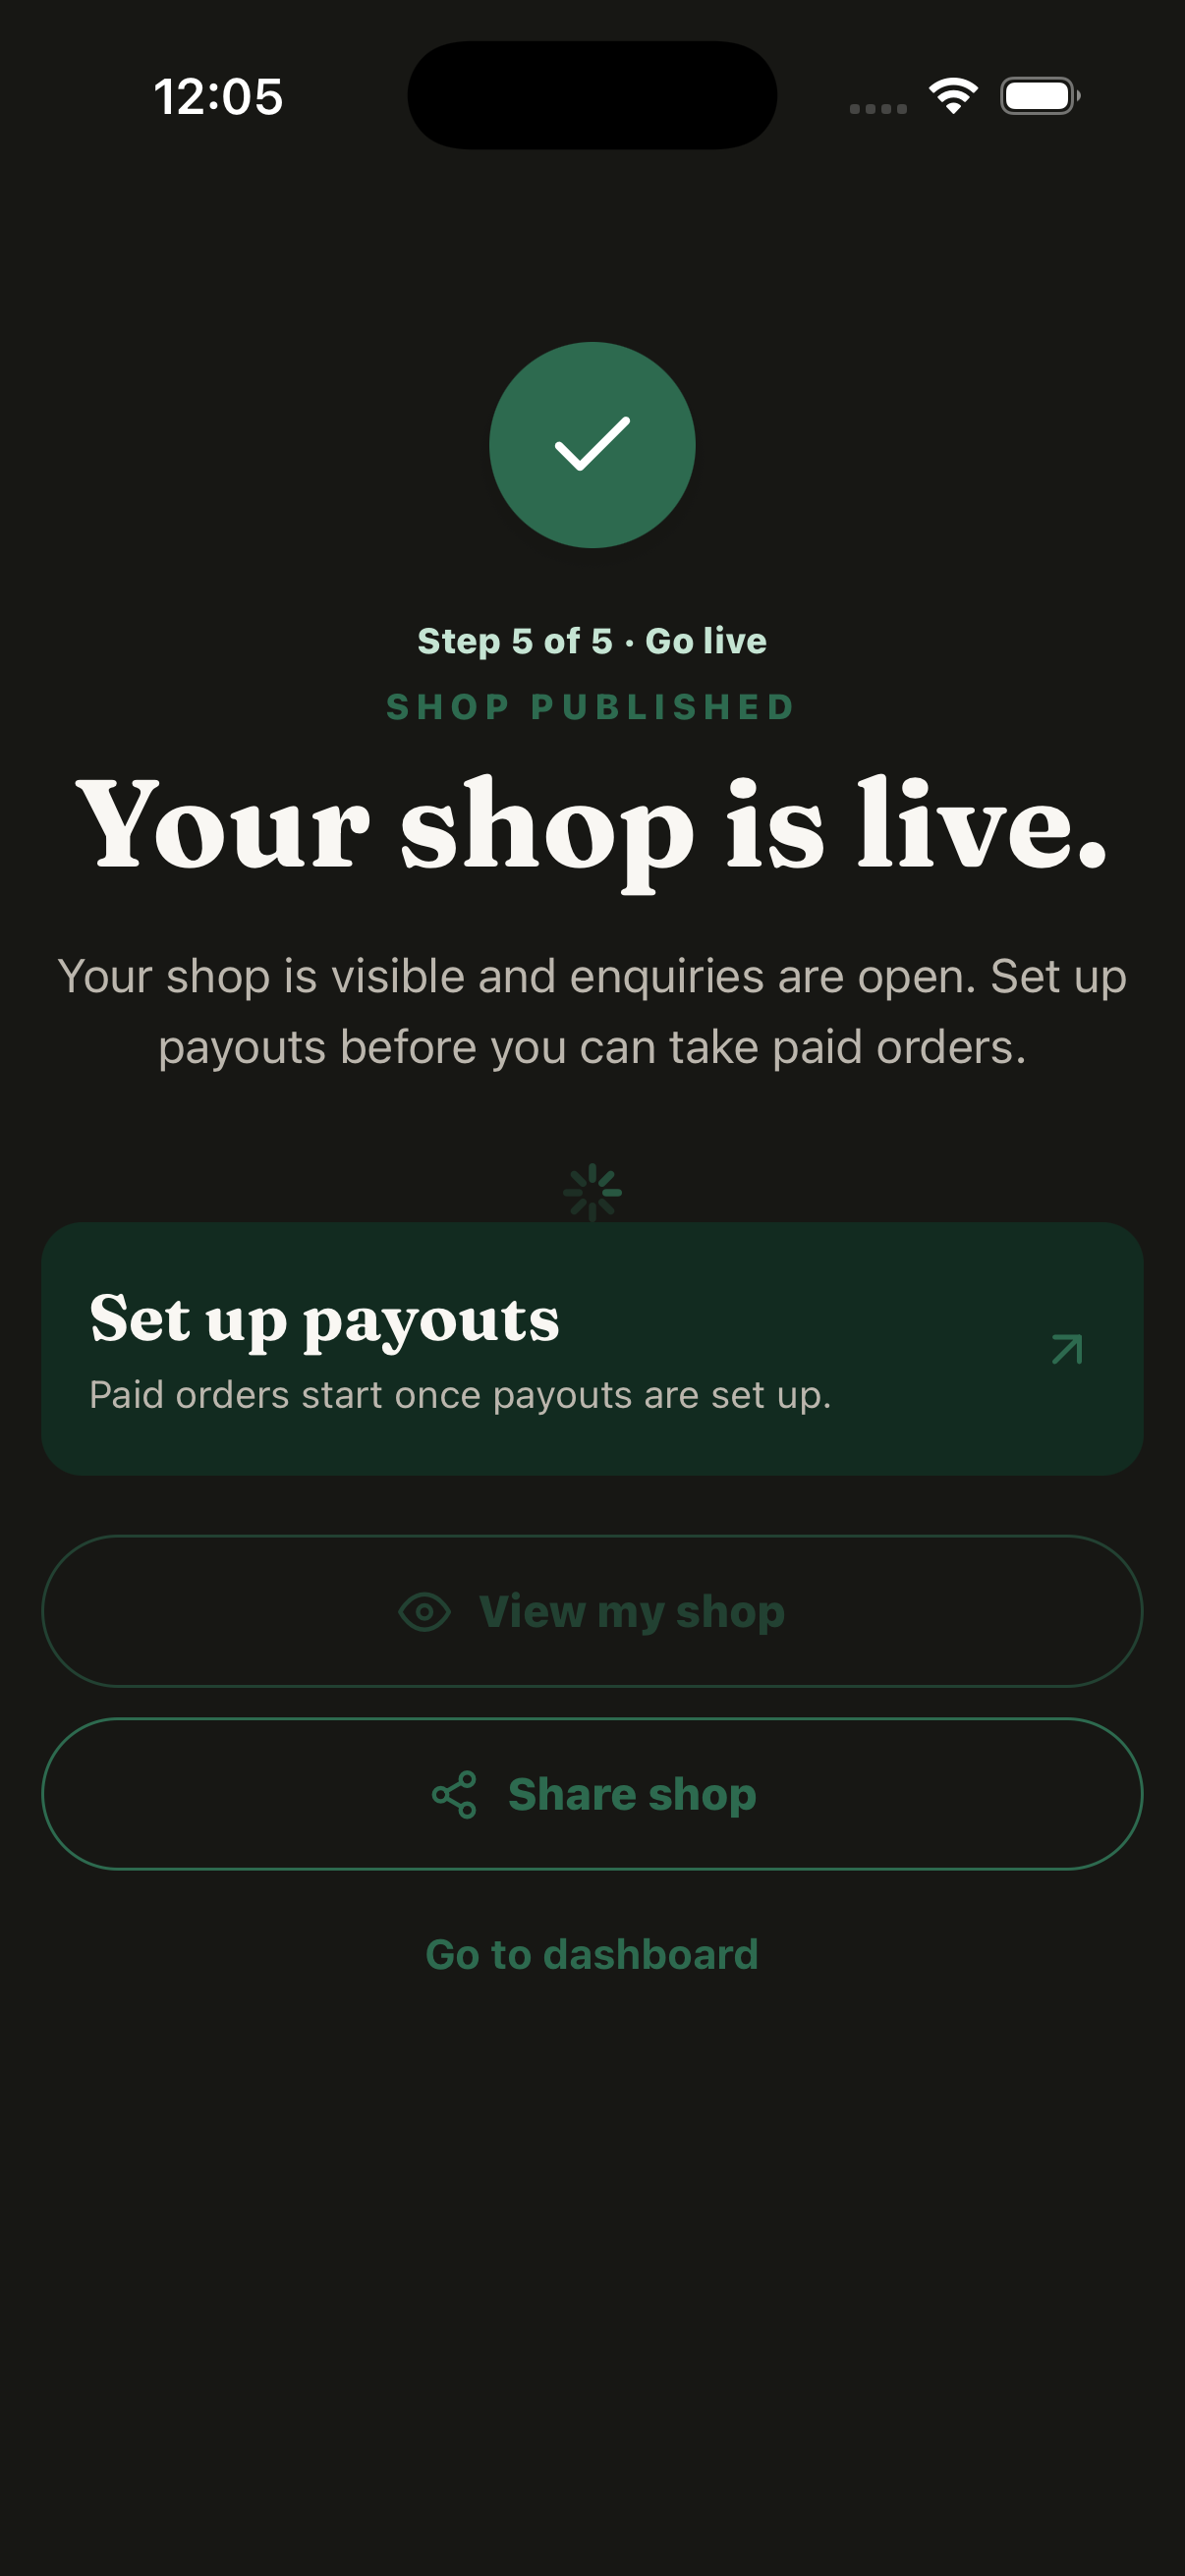 12:05
Step 5 of 5 · Go live
SHOP PUBLISHED
Your shop is live.
Your shop is visible and enquiries are open. Set up
payouts before you can take paid orders.
Set up payouts
Paid orders start once payouts are set up.
View my shop
Share shop
Go to dashboard